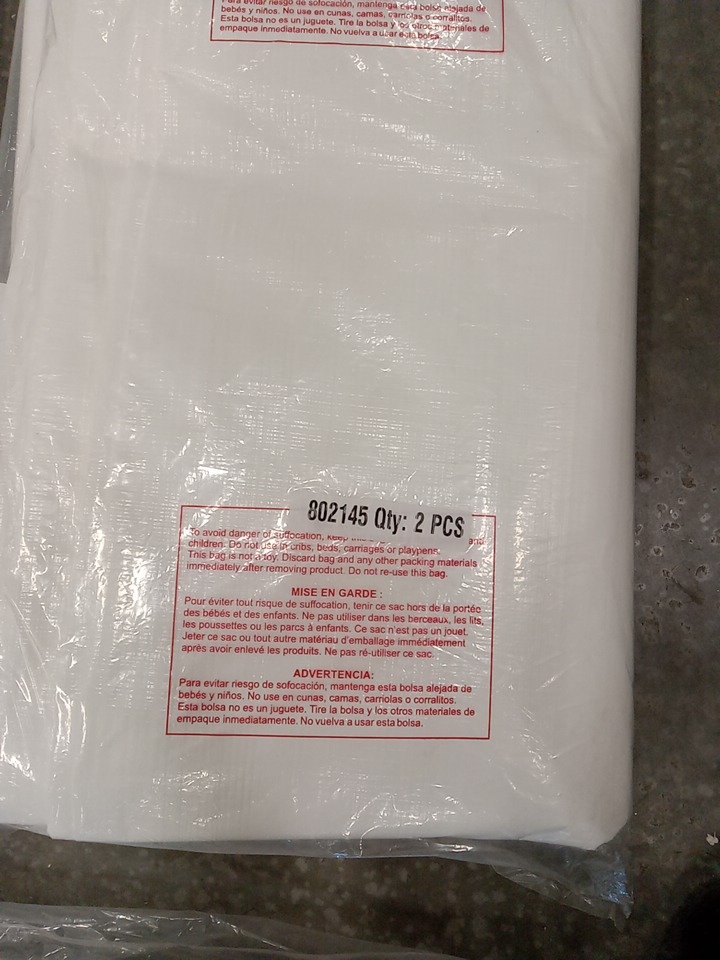 Para evitar riesgo de sofocación, mantenga esta bolsa alejada de
bebés y niños. No use en cunas, camas, carriolas o corralitos.
Esta bolsa no es un juguete. Tire la bolsa y los otros materiales de
empaque inmediatamente. No vuelva a usar esta bolsa.
802145 Qty: 2 PCS
To avoid danger of suffocation, keep
children. Do not use in cribs, beds, carriages or playpens.
This bag is not a toy. Discard bag and any other packing materials
immediately after removing product. Do not re-use this bag.
MISE EN GARDE :
Pour éviter tout risque de suffocation, tenir ce sac hors de la portée
des bébés et des enfants. Ne pas utiliser dans les berceaux, les lits,
les poussettes ou les parcs à enfants. Ce sac n'est pas un jouet.
Jeter ce sac ou tout autre matériau d'emballage immédiatement
après avoir enlevé les produits. Ne pas ré-utiliser ce sac.
ADVERTENCIA:
Para evitar riesgo de sofocación, mantenga esta bolsa alejada de
bebés y niños. No use en cunas, camas, carriolas o corralitos.
Esta bolsa no es un juguete. Tire la bolsa y los otros materiales de
empaque inmediatamente. No vuelva a usar esta bolsa.